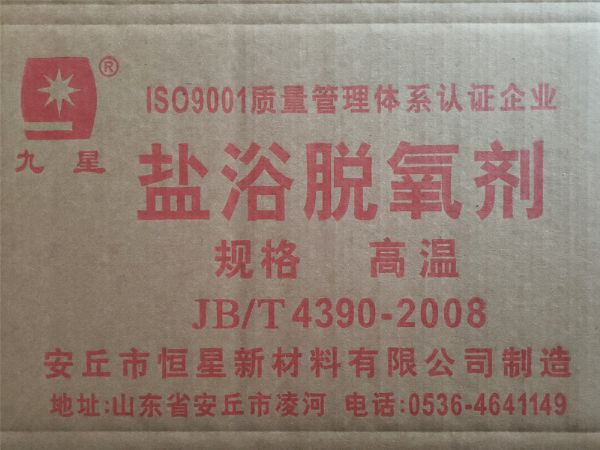 ®
ISO9001质量管理体系认证企业
九星
盐浴脱氧剂
规格 高温
JB/T 4390-2008
安丘市恒星新材料有限公司制造
地址:山东省安丘市凌河 电话:0536-4641149